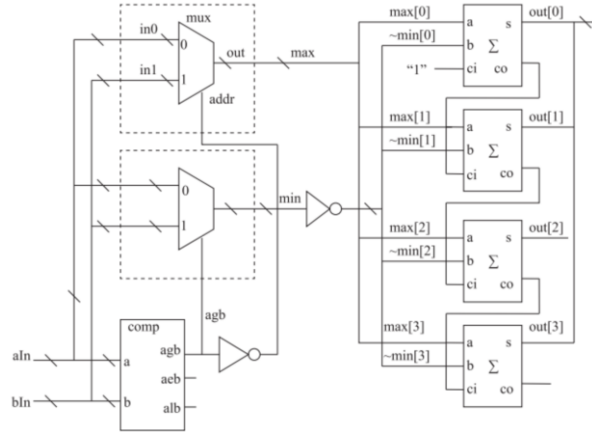 mux
in0
0
out
max
in1
1
addr
0
1
min
agb
comp
aIn
a
agb
aeb
bIn
b
alb
max[0]
a
s
out[0]
~min[0]
b
Σ
"1"
ci
co
max[1]
a
s
out[1]
~min[1]
b
Σ
ci
co
max[2]
a
s
out[2]
~min[2]
b
Σ
ci
co
max[3]
a
s
out[3]
~min[3]
b
Σ
ci
co